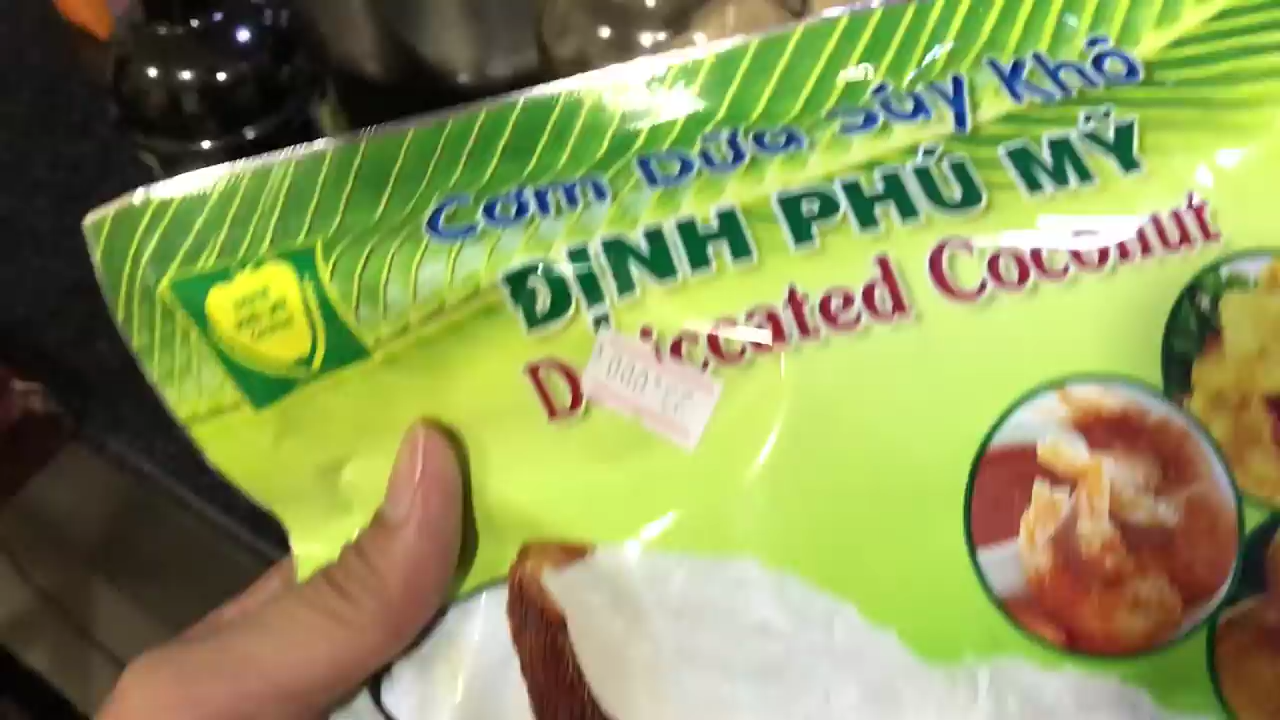 Cơm Dừa Sấy Khô
ĐỊNH PHÚ MỸ
Desiccated Coconut